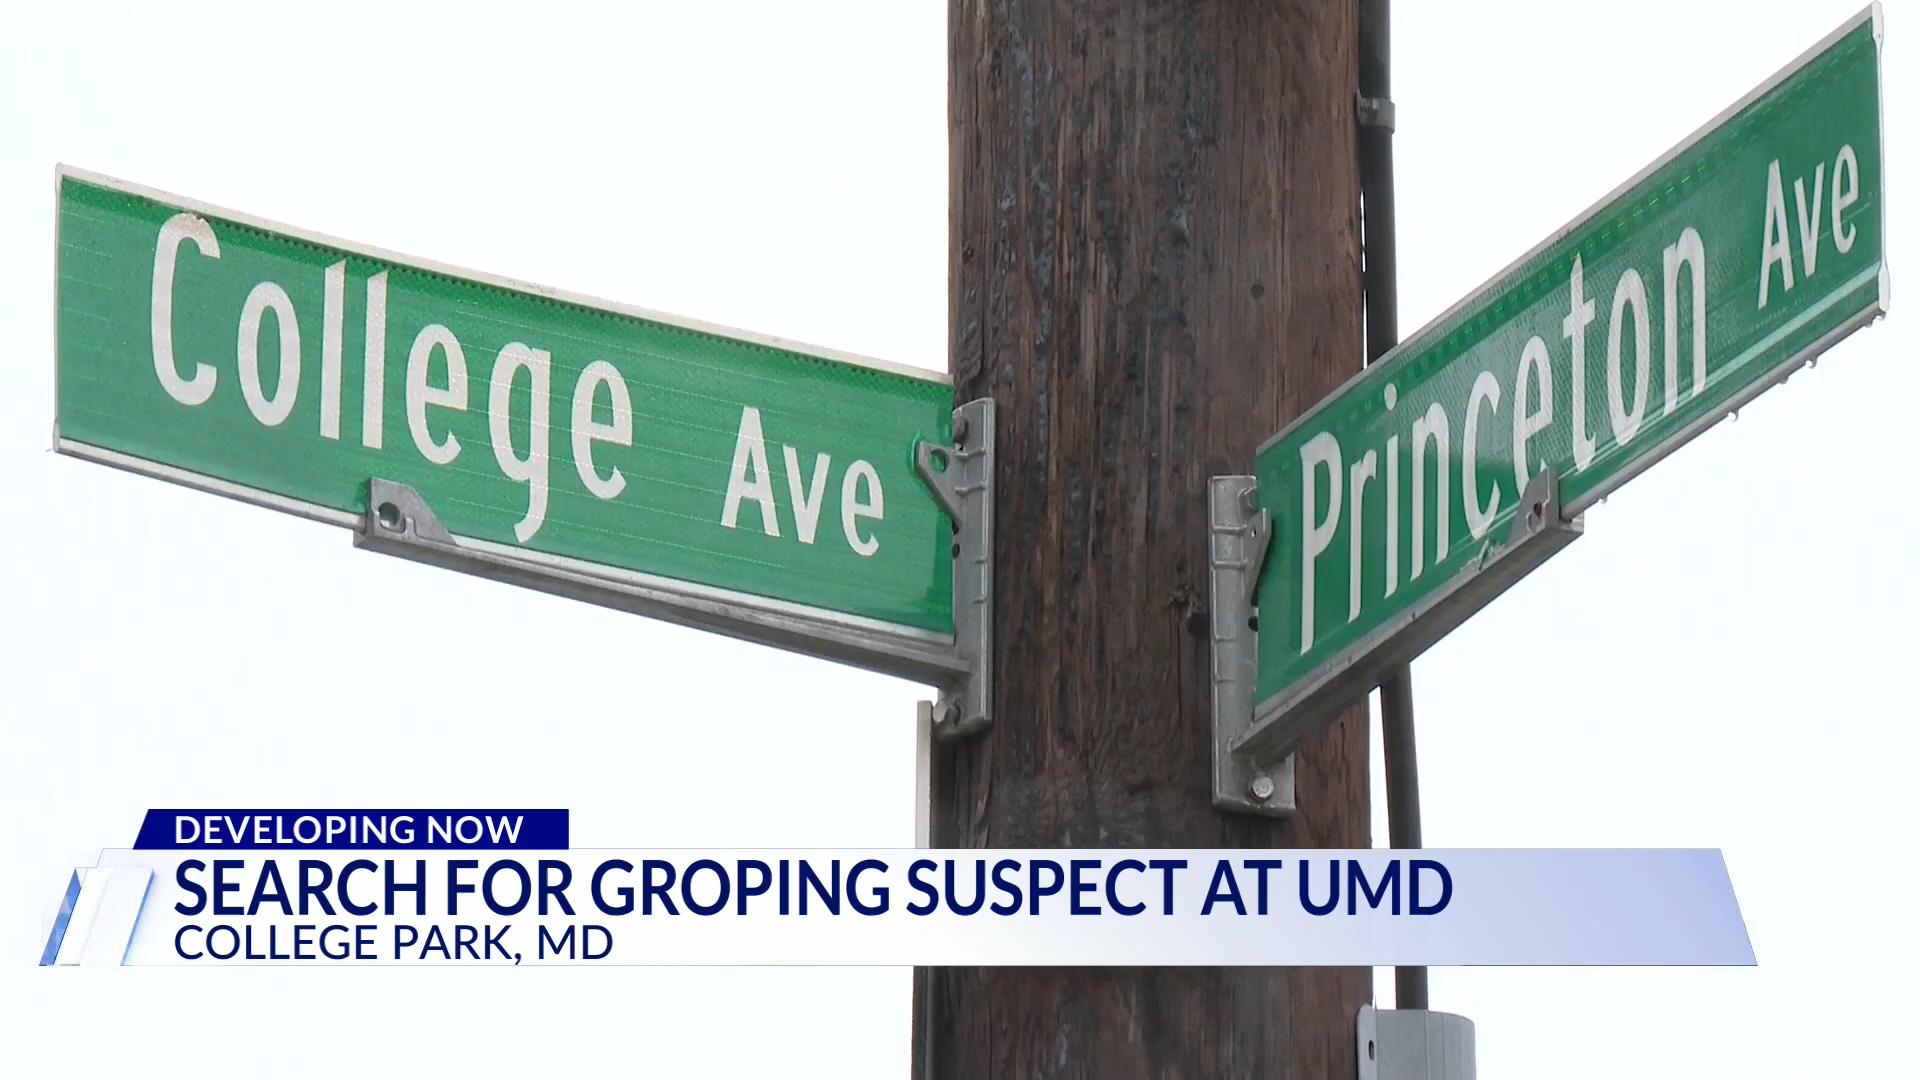 College Ave
Princeton Ave
DEVELOPING NOW
SEARCH FOR GROPING SUSPECT AT UMD
COLLEGE PARK, MD